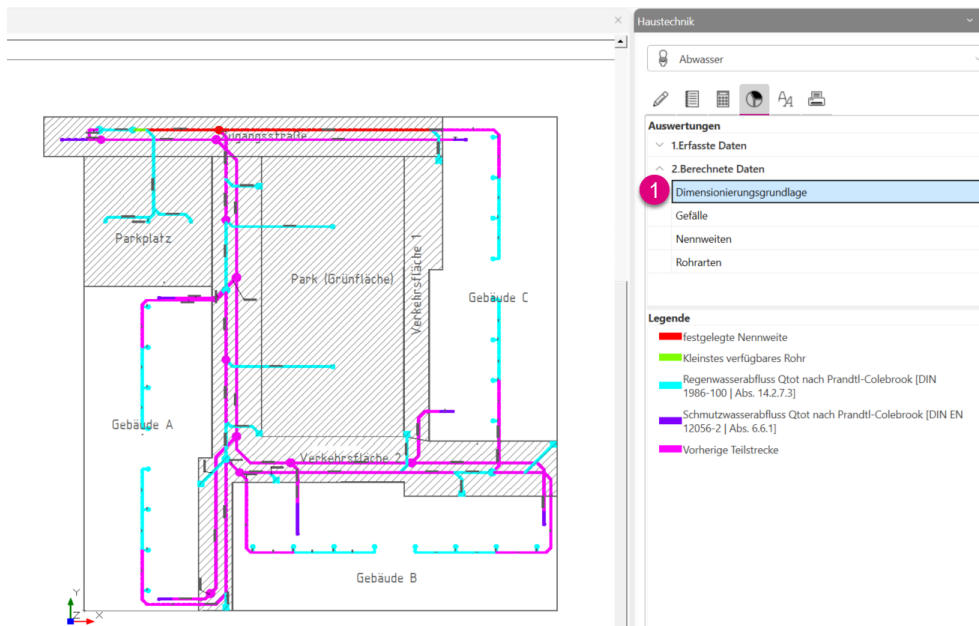 Haustechnik
Abwasser
Auswertungen
1.Erfasste Daten
2.Berechnete Daten
1
Dimensionierungsgrundlage
Gefälle
Nennweiten
Rohrarten
Legende
festgelegte Nennweite
Kleinstes verfügbares Rohr
Regenwasserabfluss Qtot nach Prandtl-Colebrook [DIN
1986-100 | Abs. 14.2.7.3]
Schmutzwasserabfluss Qtot nach Prandtl-Colebrook [DIN EN
12056-2 | Abs. 6.6.1]
Vorherige Teilstrecke
Parkplatz
Park (Grünfläche)
Verkehrsfläche 1
Gebäude C
Gebäude A
Verkehrsfläche 2
Gebäude B
Y
Z
X